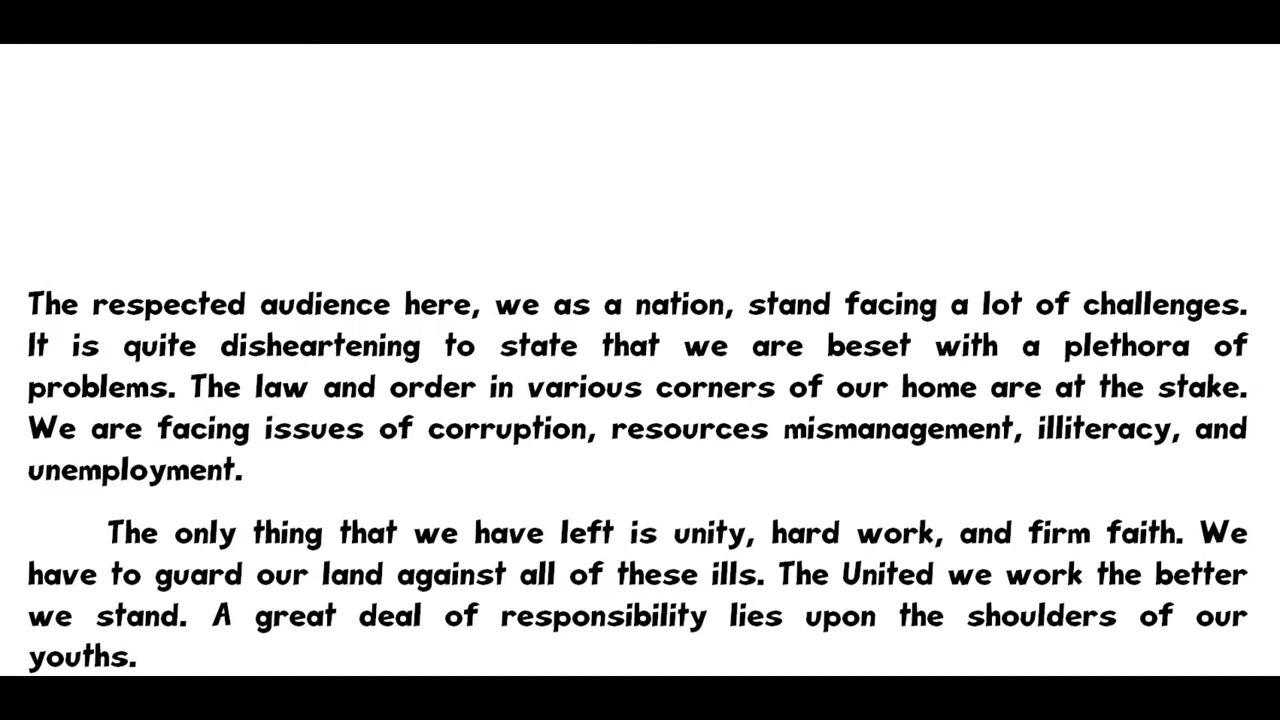 The respected audience here, we as a nation, stand facing a lot of challenges.
It is quite disheartening to state that we are beset with a plethora of
problems. The law and order in various corners of our home are at the stake.
We are facing issues of corruption, resources mismanagement, illiteracy, and
unemployment.
The only thing that we have left is unity, hard work, and firm faith. We
have to guard our land against all of these ills. The United we work the better
we stand. A great deal of responsibility lies upon the shoulders of our
youths.